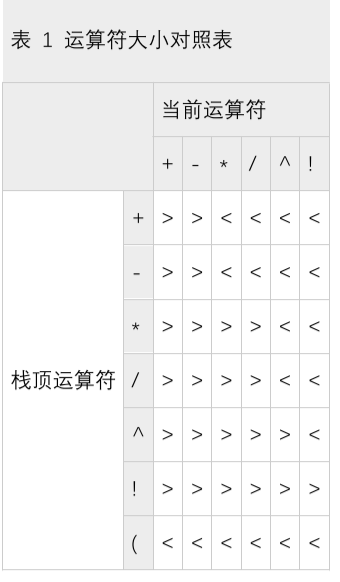 表 1 运算符大小对照表
当前运算符
+ - * / ^ !
+ > > < < < <
- > > < < < <
* > > > > < <
栈顶运算符 / > > > > < <
^ > > > > > <
! > > > > > >
( < < < < < <